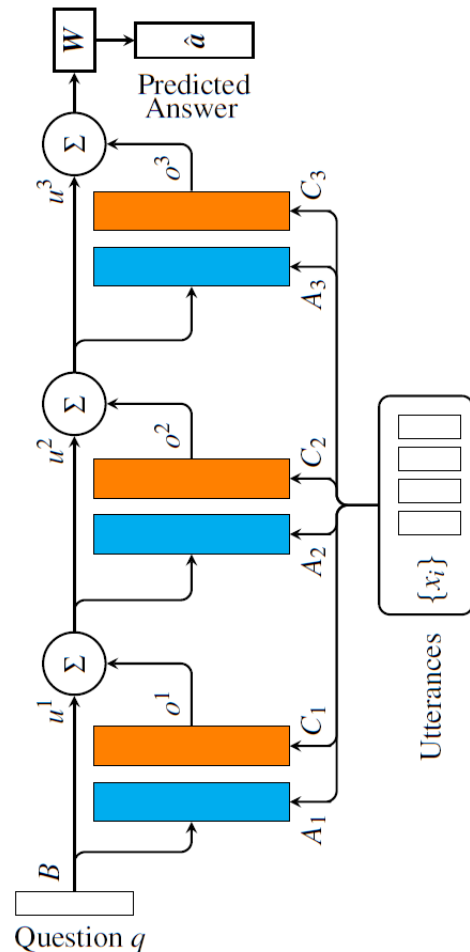 Question q
B
u¹
Σ
o¹
A₁
C₁
u²
Σ
o²
A₂
C₂
u³
Σ
o³
A₃
C₃
W
â
Predicted
Answer
{xᵢ}
Utterances